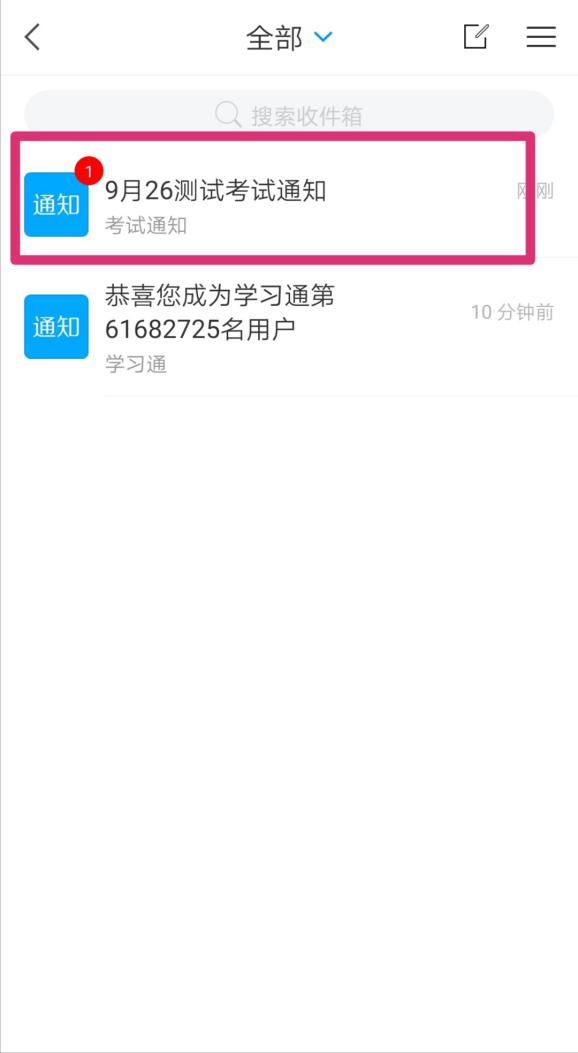 全部
搜索收件箱
通知
1
9月26测试考试通知
刚刚
考试通知
通知
恭喜您成为学习通第
61682725名用户
10 分钟前
学习通